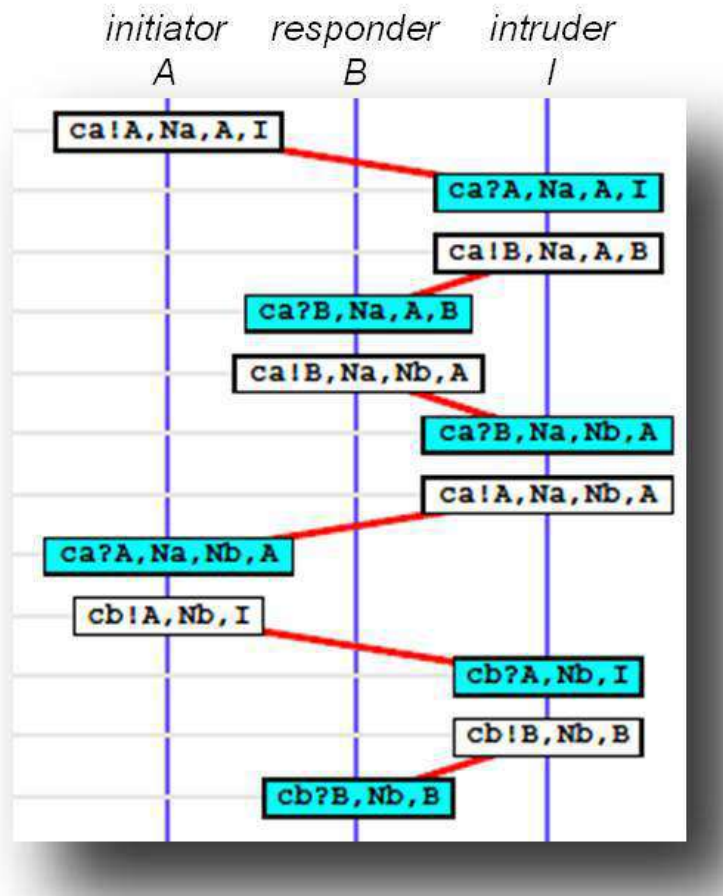 initiator responder intruder
A B I
ca!A,Na,A,I
ca?A,Na,A,I
ca!B,Na,A,B
ca?B,Na,A,B
ca!B,Na,Nb,A
ca?B,Na,Nb,A
ca!A,Na,Nb,A
ca?A,Na,Nb,A
cb!A,Nb,I
cb?A,Nb,I
cb!B,Nb,B
cb?B,Nb,B